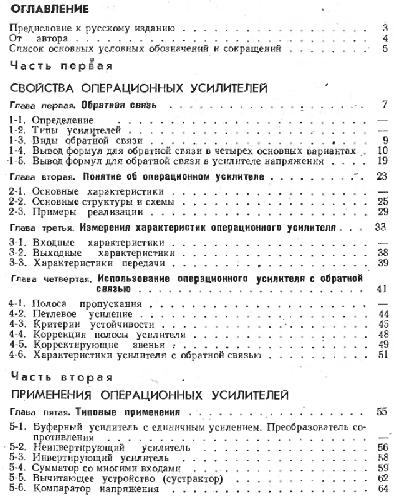 ОГЛАВЛЕНИЕ
Предисловие к русскому изданию . . . . . . . . . . 3
От автора . . . . . . . . . . 4
Список основных условных обозначений и сокращений . . . . . 5
Часть первая
СВОЙСТВА ОПЕРАЦИОННЫХ УСИЛИТЕЛЕЙ
Глава первая. Обратная связь . . . . . . . . . . 7
1-1. Определение . . . . . . . . . . —
1-2. Типы усилителей . . . . . . . . . . —
1-3. Виды обратной связи . . . . . . . . . . 9
1-4. Вывод формул для обратной связи в четырех основных вариантах . 10
1-5. Вывод формул для обратной связи в усилителе напряжения . . 19
Глава вторая. Понятие об операционном усилителе . . . . . 23
2-1. Основные характеристики . . . . . . . . . . —
2-2. Основные структуры и схемы . . . . . . . . . . 25
2-3. Примеры реализации . . . . . . . . . . 29
Глава третья. Измерения характеристик операционного усилителя . . 33
3-1. Входные характеристики . . . . . . . . . . —
3-2. Выходные характеристики . . . . . . . . . . 38
3-3. Характеристики передачи . . . . . . . . . . 39
Глава четвертая. Использование операционного усилителя с обратной
связью . . . . . . . . . . 41
4-1. Полоса пропускания . . . . . . . . . . —
4-2. Петлевое усиление . . . . . . . . . . 44
4-3. Критерии устойчивости . . . . . . . . . . 45
4-4. Коррекция полосы усилителя . . . . . . . . . . 48
4-5. Корректирующие звенья . . . . . . . . . . 49
4-6. Характеристики усилителя с обратной связью . . . . . 51
Часть вторая
ПРИМЕНЕНИЯ ОПЕРАЦИОННЫХ УСИЛИТЕЛЕЙ
Глава пятая. Типовые применения . . . . . . . . . . 55
5-1. Буферный усилитель с единичным усилением. Преобразователь со-
противления . . . . . . . . . . —
5-2. Неинвертирующий усилитель . . . . . . . . . . 56
5-3. Инвертирующий усилитель . . . . . . . . . . 58
5-4. Сумматор со многими входами . . . . . . . . . . 59
5-5. Вычитающее устройство (сустрактор) . . . . . . . 62
5-6. Компаратор напряжения . . . . . . . . . . 64